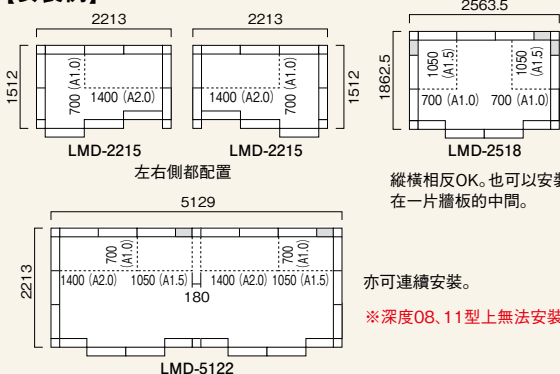 2213
2213
2563.5
1512
700 (A1.0)
1400 (A2.0)
1400 (A2.0)
700 (A1.0)
1512
1862.5
1050 (A1.5)
1050 (A1.5)
700 (A1.0)
700 (A1.0)
LMD-2215
LMD-2215
LMD-2518
左右側都配置
縱橫相反OK。也可以安裝
在一片牆板的中間。
5129
2213
700 (A1.0)
700 (A1.0)
1400 (A2.0)
1050 (A1.5)
1400 (A2.0)
1050 (A1.5)
180
LMD-5122
亦可連續安裝。
※深度08、11型上無法安裝